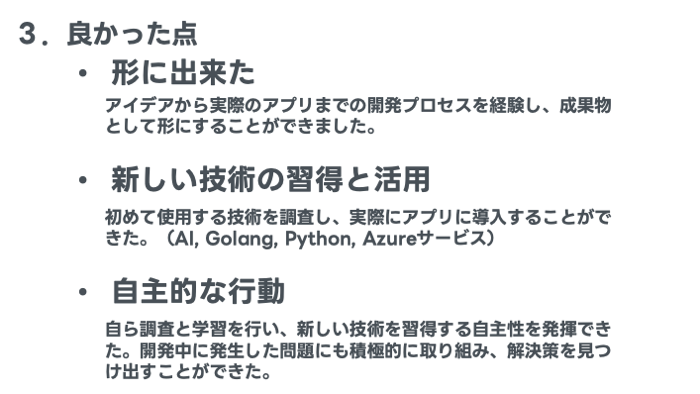 3．良かった点
• 形に出来た
アイデアから実際のアプリまでの開発プロセスを経験し、成果物
として形にすることができました。
• 新しい技術の習得と活用
初めて使用する技術を調査し、実際にアプリに導入することがで
きた。（AI, Golang, Python, Azureサービス）
• 自主的な行動
自ら調査と学習を行い、新しい技術を習得する自主性を発揮でき
た。開発中に発生した問題にも積極的に取り組み、解決策を見つ
け出すことができた。